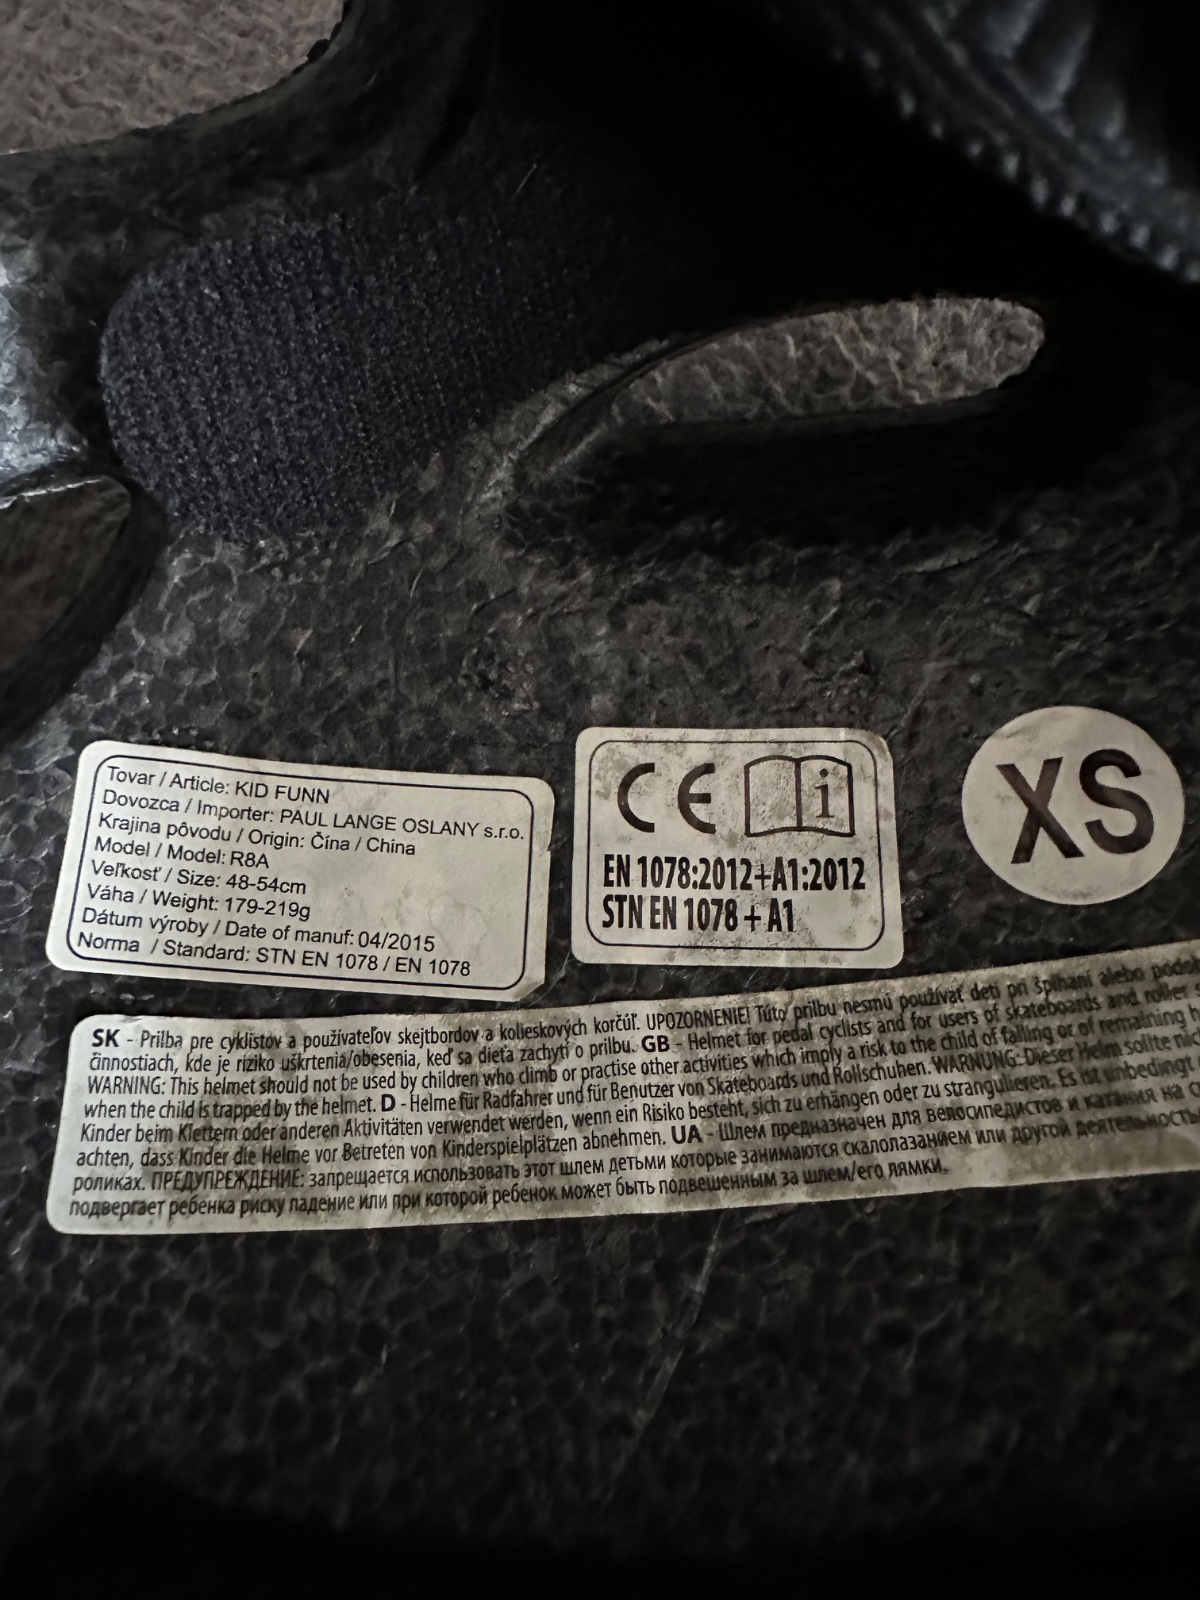 Tovar / Article: KID FUNN
Dovozca / Importer: PAUL LANGE OSLANY s.r.o.
Krajina pôvodu / Origin: Čína / China
Model / Model: R8A
Veľkosť / Size: 48-54cm
Váha / Weight: 179-219g
Dátum výroby / Date of manuf: 04/2015
Norma / Standard: STN EN 1078 / EN 1078
CE i
EN 1078:2012+A1:2012
STN EN 1078 + A1
XS
SK - Prilba pre cyklistov a používateľov skejtbordov a kolieskových korčúľ. UPOZORNENIE! Túto prilbu nesmú používať deti pri šplhaní alebo
činnostiach, kde je riziko uškrtenia/obesenia, keď sa dieťa zachytí o prilbu. GB - Helmet for pedal cyclists and for users of skateboards and roller
WARNING: This helmet should not be used by children who climb or practise other activities which imply a risk to the child of falling or of remaining
when the child is trapped by the helmet. D - Helme für Radfahrer und für Benutzer von Skateboards und Rollschuhen. WARNUNG: Dieser Helm sollte
Kinder beim Klettern oder anderen Aktivitäten verwendet werden, wenn ein Risiko besteht, sich zu erhängen oder zu strangulieren. Es ist unbedingt
achten, dass Kinder die Helme vor Betreten von Kinderspielplätzen abnehmen. UA - Шлем предназначен для велосипедистов и катания на
роликах. ПРЕДУПРЕЖДЕНИЕ: запрещается использовать этот шлем детьми которые занимаются скалолазанием или другой деятельностью
подвергает ребенка риску падение или при которой ребенок может быть подвешенным за шлем/его лямки.